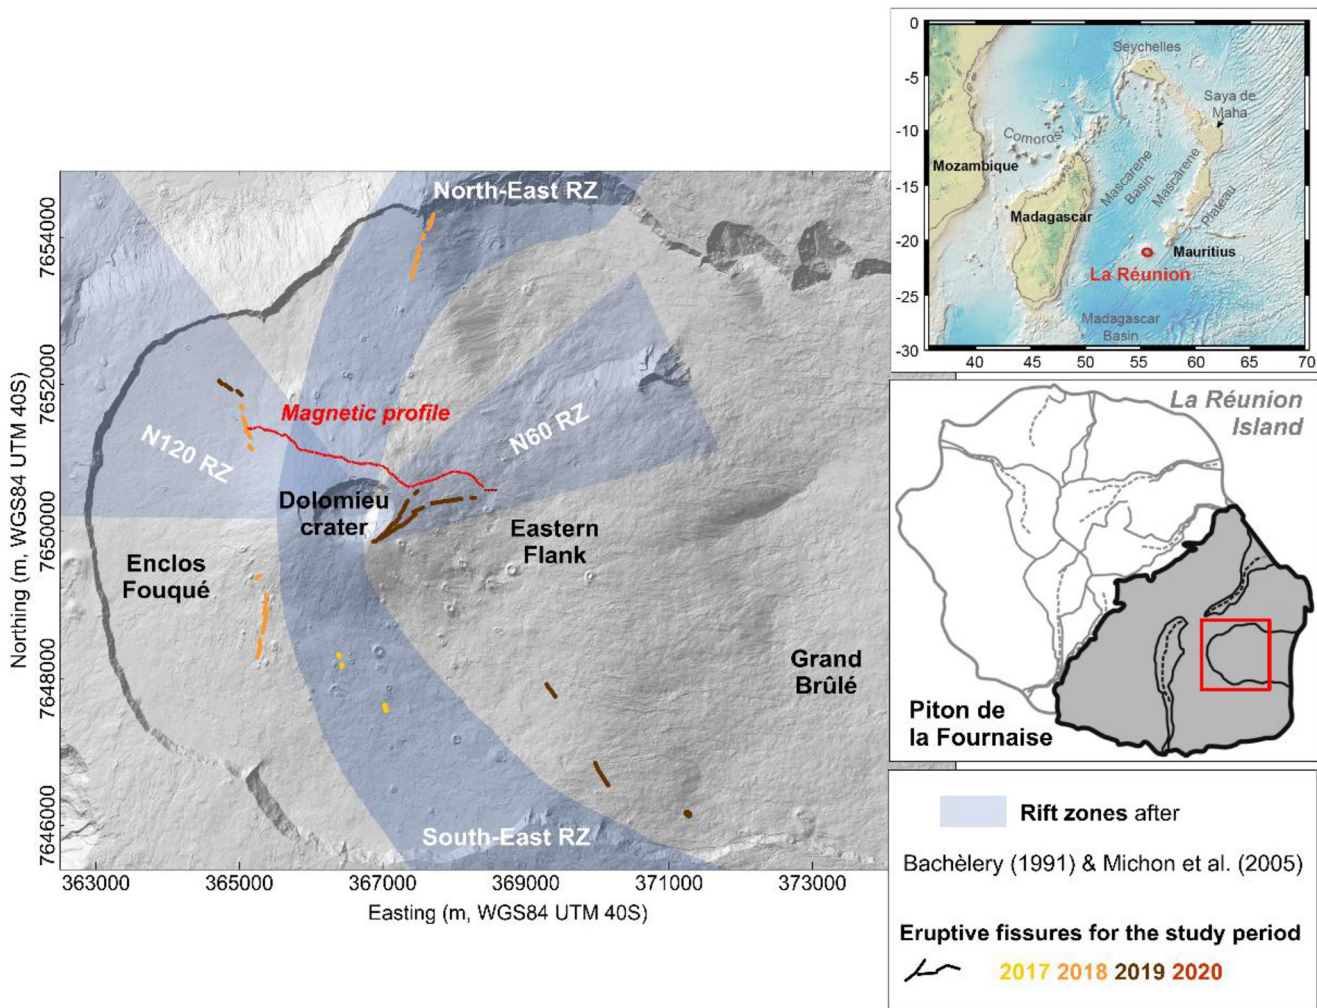 North-East RZ
Magnetic profile
N120 RZ
N60 RZ
Dolomieu
crater
Eastern
Flank
Enclos
Fouqué
Grand
Brûlé
South-East RZ
7654000
7652000
7650000
7648000
7646000
Northing (m, WGS84 UTM 40S)
363000
365000
367000
369000
371000
373000
Easting (m, WGS84 UTM 40S)
0
-5
-10
-15
-20
-25
-30
40
45
50
55
60
65
70
Seychelles
Saya de
Maha
Comoros
Mozambique
Mascarene
Basin
Mascarene
Plateau
Madagascar
Mauritius
La Réunion
Madagascar
Basin
La Réunion
Island
Piton de
la Fournaise
Rift zones after
Bachèlery (1991) & Michon et al. (2005)
Eruptive fissures for the study period
2017 2018 2019 2020